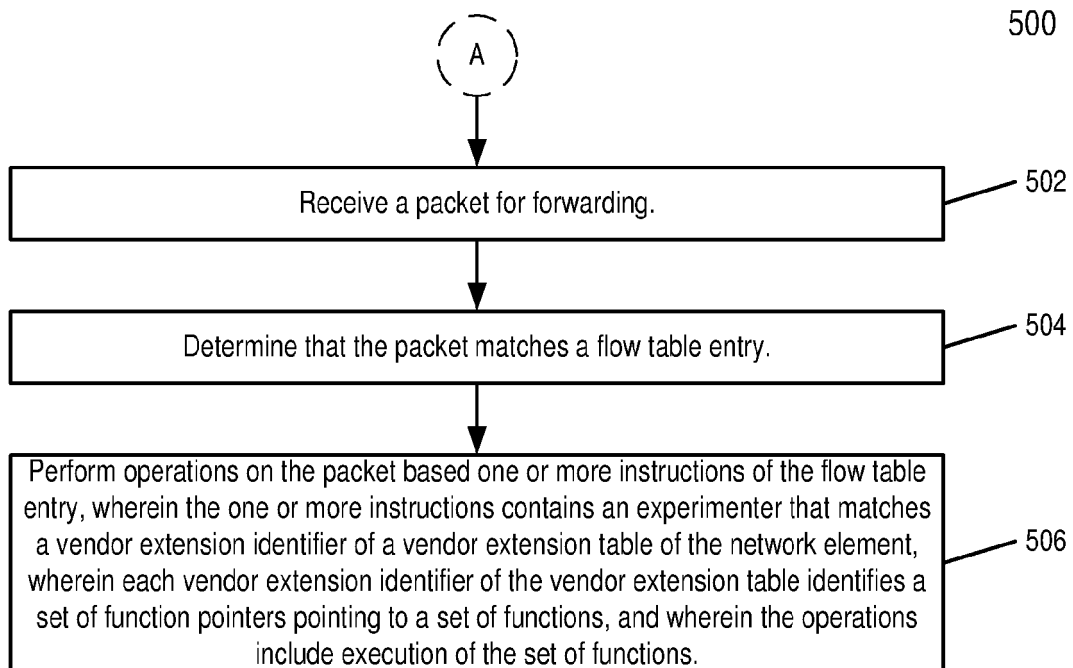 500
A
Receive a packet for forwarding.
502
Determine that the packet matches a flow table entry.
504
Perform operations on the packet based one or more instructions of the flow table
entry, wherein the one or more instructions contains an experimenter that matches
a vendor extension identifier of a vendor extension table of the network element,
wherein each vendor extension identifier of the vendor extension table identifies a
set of function pointers pointing to a set of functions, and wherein the operations
include execution of the set of functions.
506